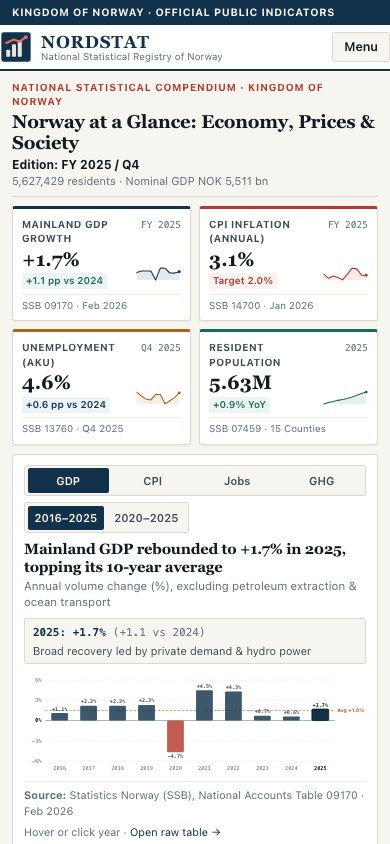 KINGDOM OF NORWAY · OFFICIAL PUBLIC INDICATORS
NORDSTAT
National Statistical Registry of Norway
Menu
NATIONAL STATISTICAL COMPENDIUM · KINGDOM OF
NORWAY
Norway at a Glance: Economy, Prices &
Society
Edition: FY 2025 / Q4
5,627,429 residents · Nominal GDP NOK 5,511 bn
MAINLAND GDP
GROWTH
FY 2025
+1.7%
+1.1 pp vs 2024
SSB 09170 · Feb 2026
CPI INFLATION
(ANNUAL)
FY 2025
3.1%
Target 2.0%
SSB 14700 · Jan 2026
UNEMPLOYMENT
(AKU)
Q4 2025
4.6%
+0.6 pp vs 2024
SSB 13760 · Q4 2025
RESIDENT
POPULATION
2025
5.63M
+0.9% YoY
SSB 07459 · 15 Counties
GDP CPI Jobs GHG
2016–2025 2020–2025
Mainland GDP rebounded to +1.7% in 2025,
topping its 10-year average
Annual volume change (%), excluding petroleum extraction &
ocean transport
2025: +1.7% (+1.1 vs 2024)
Broad recovery led by private demand & hydro power
6%
3%
0%
−3%
−6%
+1.1%
+2.2%
+2.2%
+2.3%
−4.7%
+4.5%
+4.3%
+0.7%
+0.6%
+1.7%
Avg +1.5%
2016 2017 2018 2019 2020 2021 2022 2023 2024 2025
Source: Statistics Norway (SSB), National Accounts Table 09170 ·
Feb 2026
Hover or click year · Open raw table →